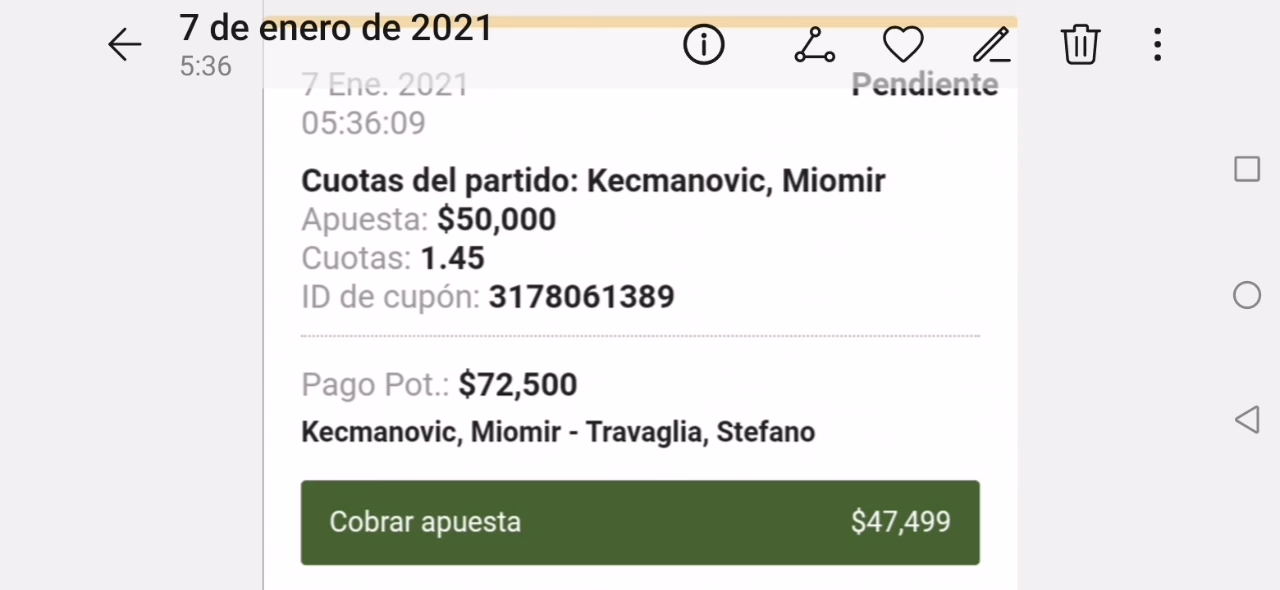 7 de enero de 2021
5:36
7 Ene. 2021
Pendiente
05:36:09
Cuotas del partido: Kecmanovic, Miomir
Apuesta: $50,000
Cuotas: 1.45
ID de cupón: 3178061389
Pago Pot.: $72,500
Kecmanovic, Miomir - Travaglia, Stefano
Cobrar apuesta $47,499